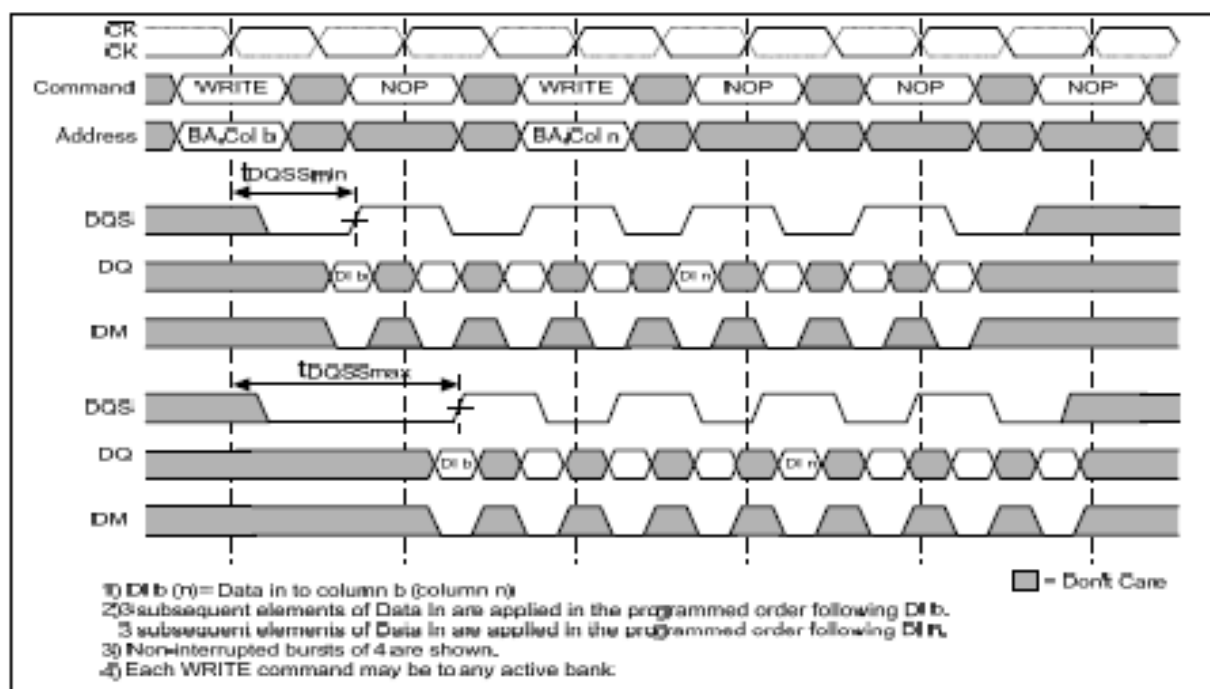 CK
CK
Command WRITE NOP WRITE NOP NOP NOP
Address BA,Col b BA,Col n
tDQSSmin
DQS
DQ DI b DI n
DM
tDQSSmax
DQS
DQ DI b DI n
DM
1) DI b (n) = Data in to column b (column n)
2) 3 subsequent elements of Data In are applied in the programmed order following DI b.
3 subsequent elements of Data In are applied in the programmed order following DI n.
3) Non-interrupted bursts of 4 are shown.
4) Each WRITE command may be to any active bank.
= Don't Care